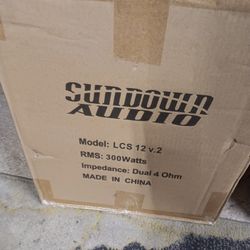 SUNDOWN
AUDIO
Model: LCS 12 v.2
RMS: 300Watts
Impedance: Dual 4 Ohm
MADE IN CHINA